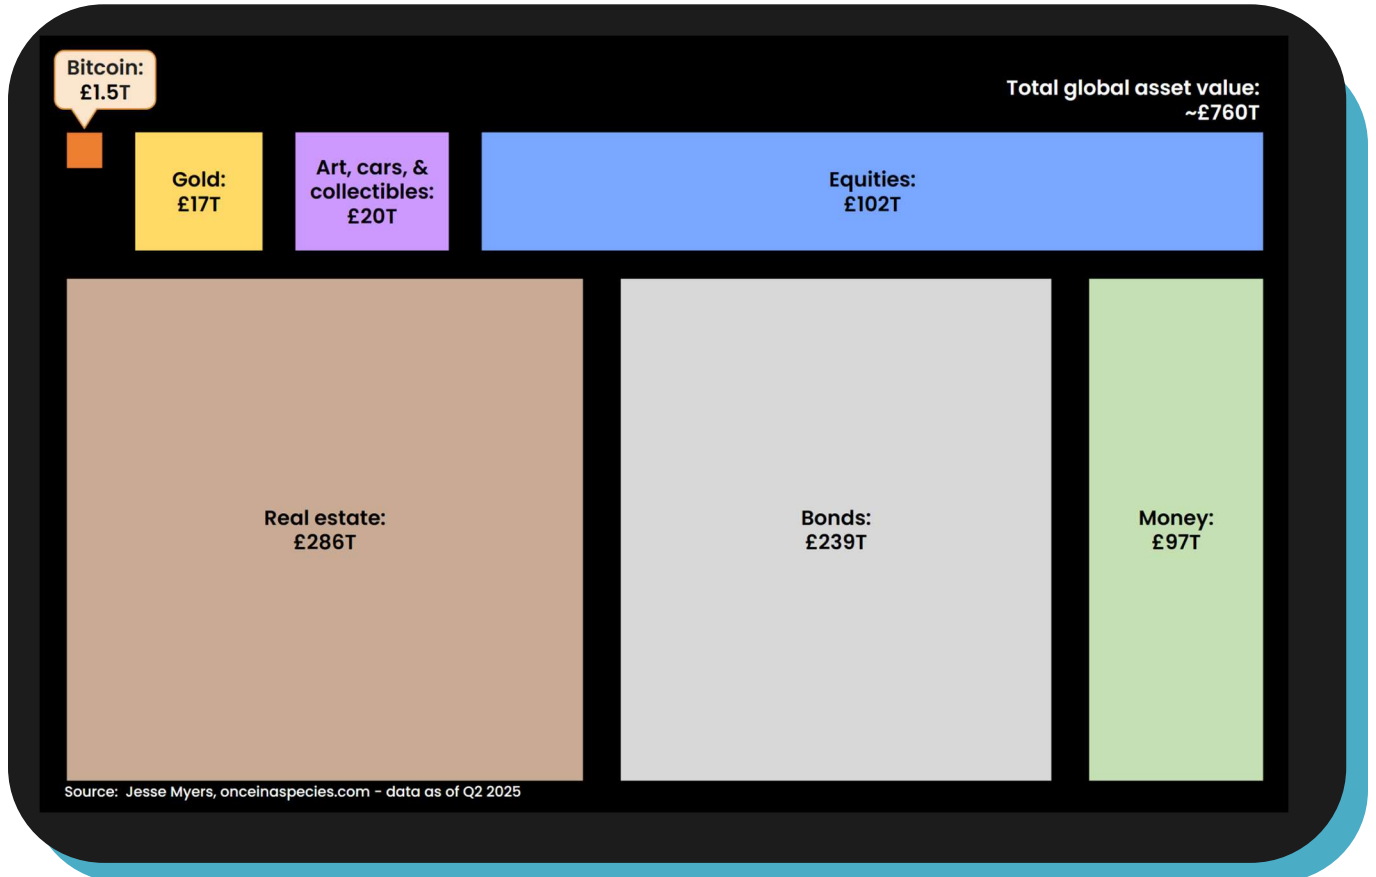 Bitcoin:
£1.5T
Total global asset value:
~£760T
Gold:
£17T
Art, cars, &
collectibles:
£20T
Equities:
£102T
Real estate:
£286T
Bonds:
£239T
Money:
£97T
Source:  Jesse Myers, onceinaspecies.com - data as of Q2 2025